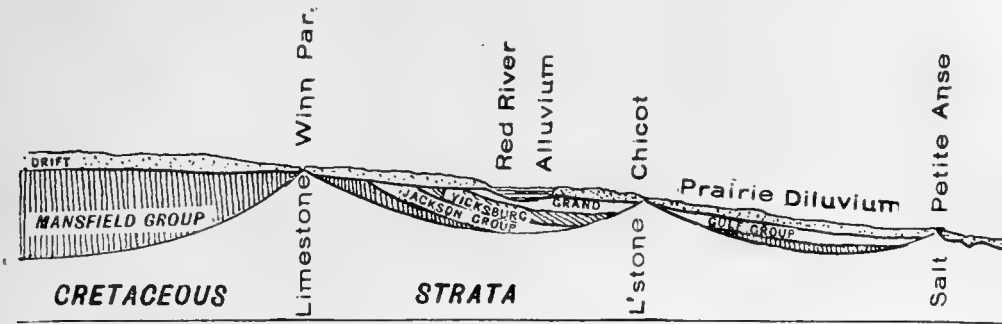 Winn Par.
Red River
Alluvium
Chicot
Petite Anse
Prairie Diluvium
DRIFT
MANSFIELD GROUP
VICKSBURG
JACKSON GROUP
GRAND
GULF GROUP
Limestone
L'stone
Salt
CRETACEOUS STRATA